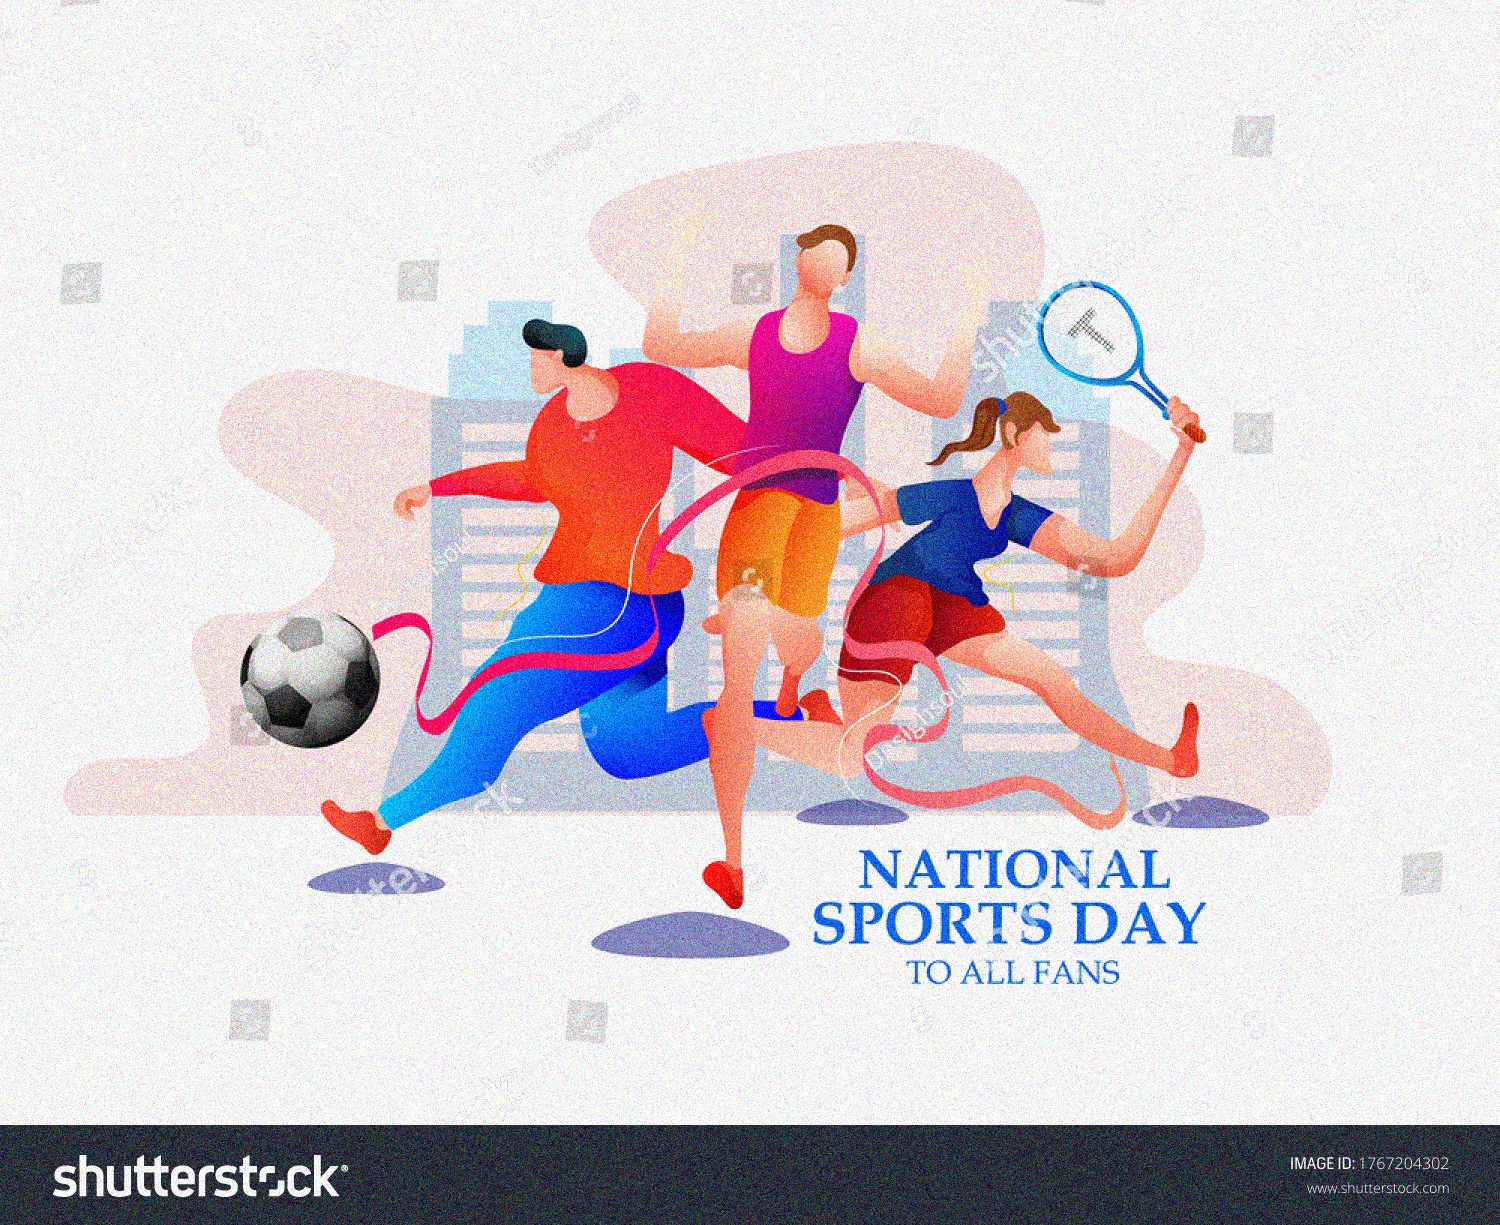 T
NATIONAL
SPORTS DAY
TO ALL FANS
shutterstock®
IMAGE ID: 1767204302
www.shutterstock.com